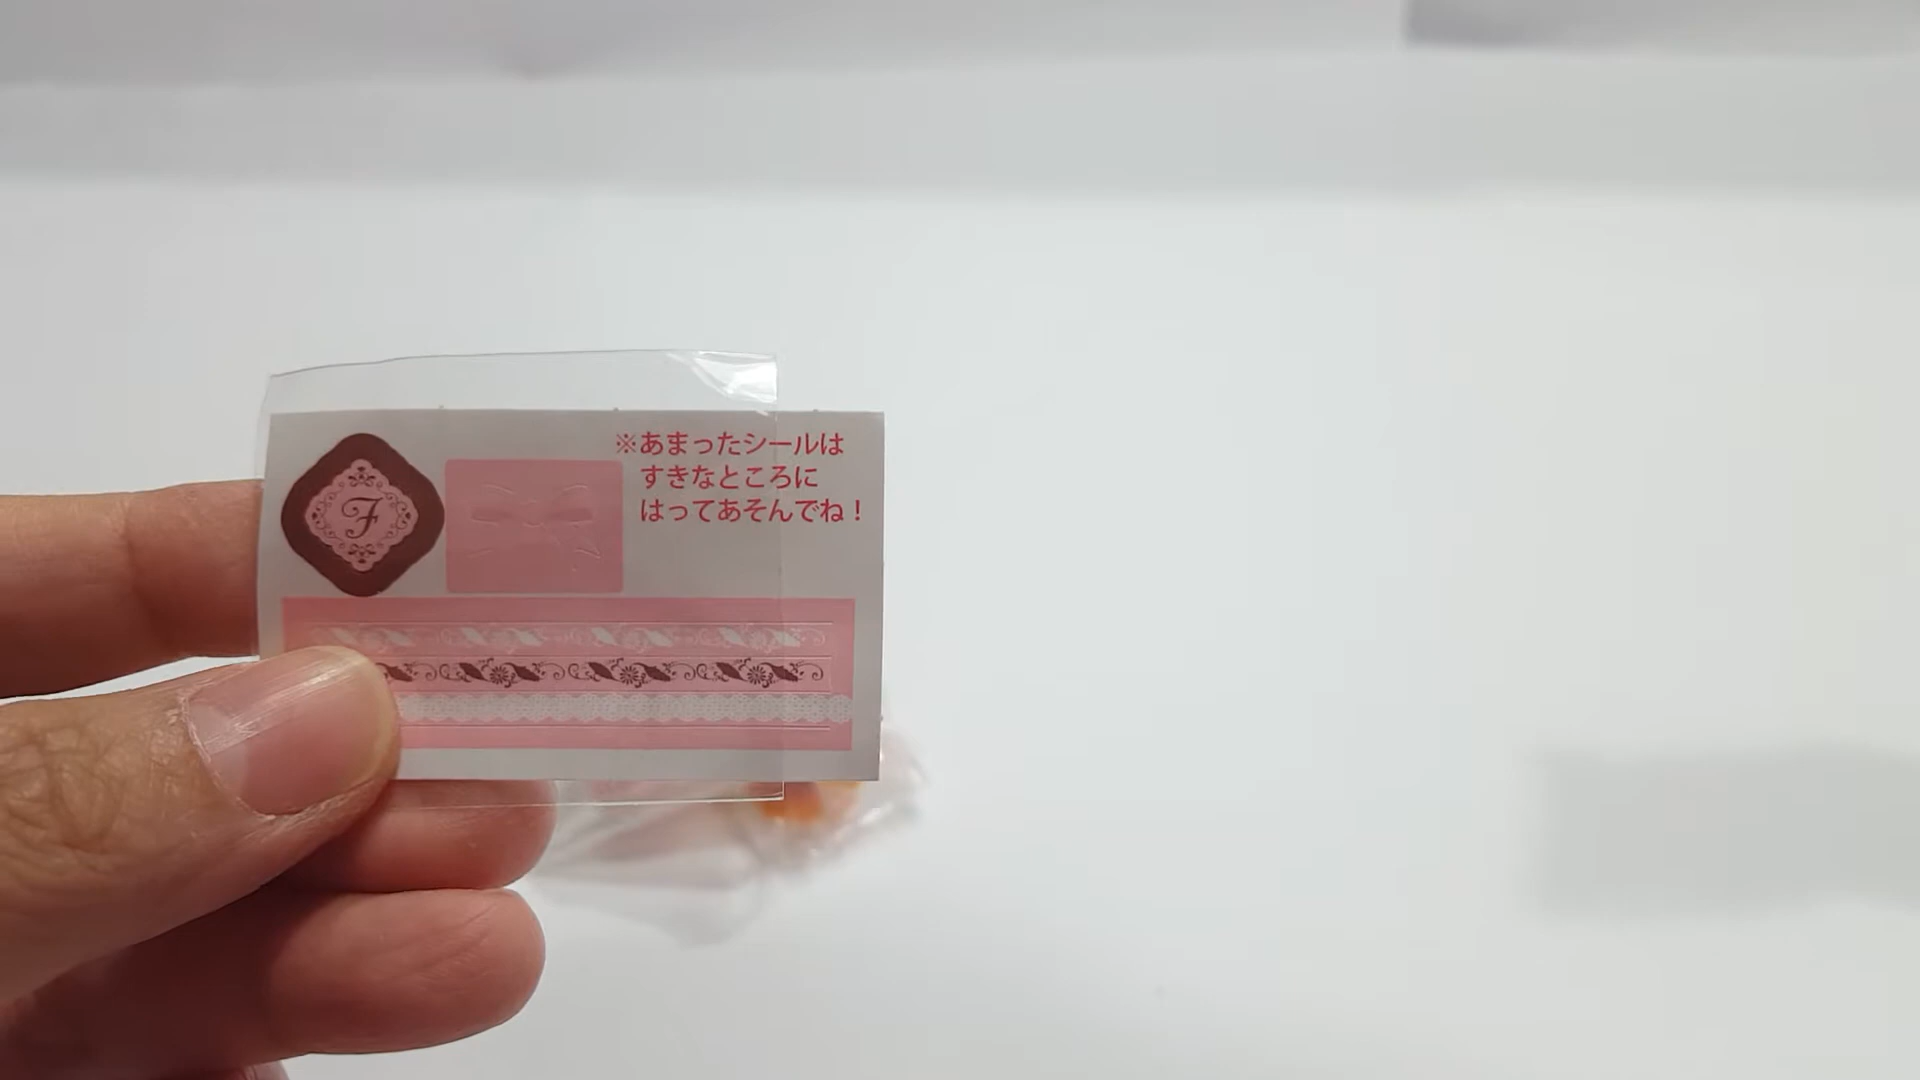 ※あまったシールは
すきなところに
はってあそんでね！
F